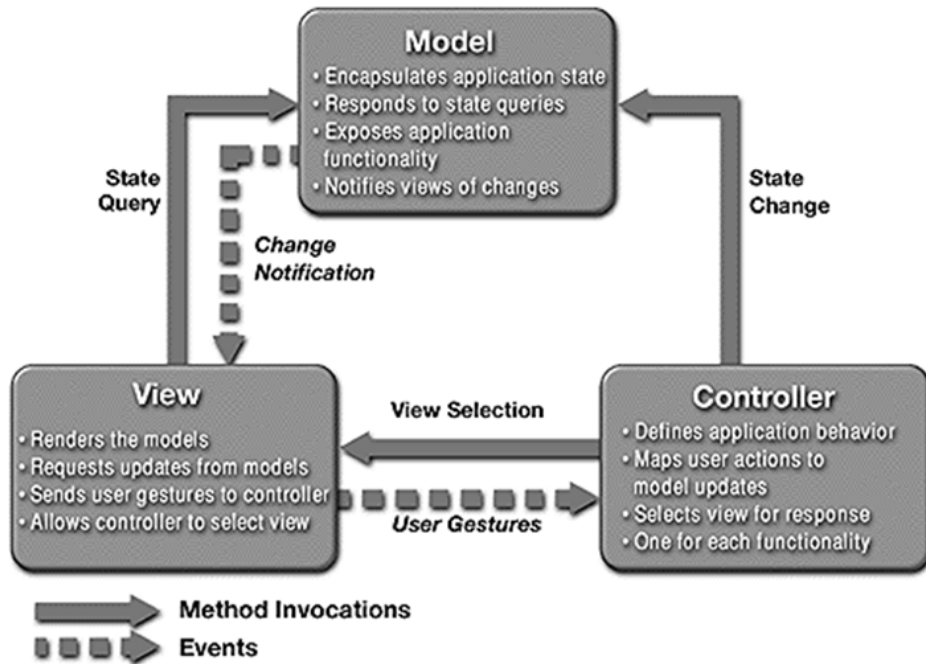 Model
• Encapsulates application state
• Responds to state queries
• Exposes application
functionality
• Notifies views of changes
State
Query
Change
Notification
State
Change
View
• Renders the models
• Requests updates from models
• Sends user gestures to controller
• Allows controller to select view
View Selection
User Gestures
Controller
• Defines application behavior
• Maps user actions to
model updates
• Selects view for response
• One for each functionality
Method Invocations
Events